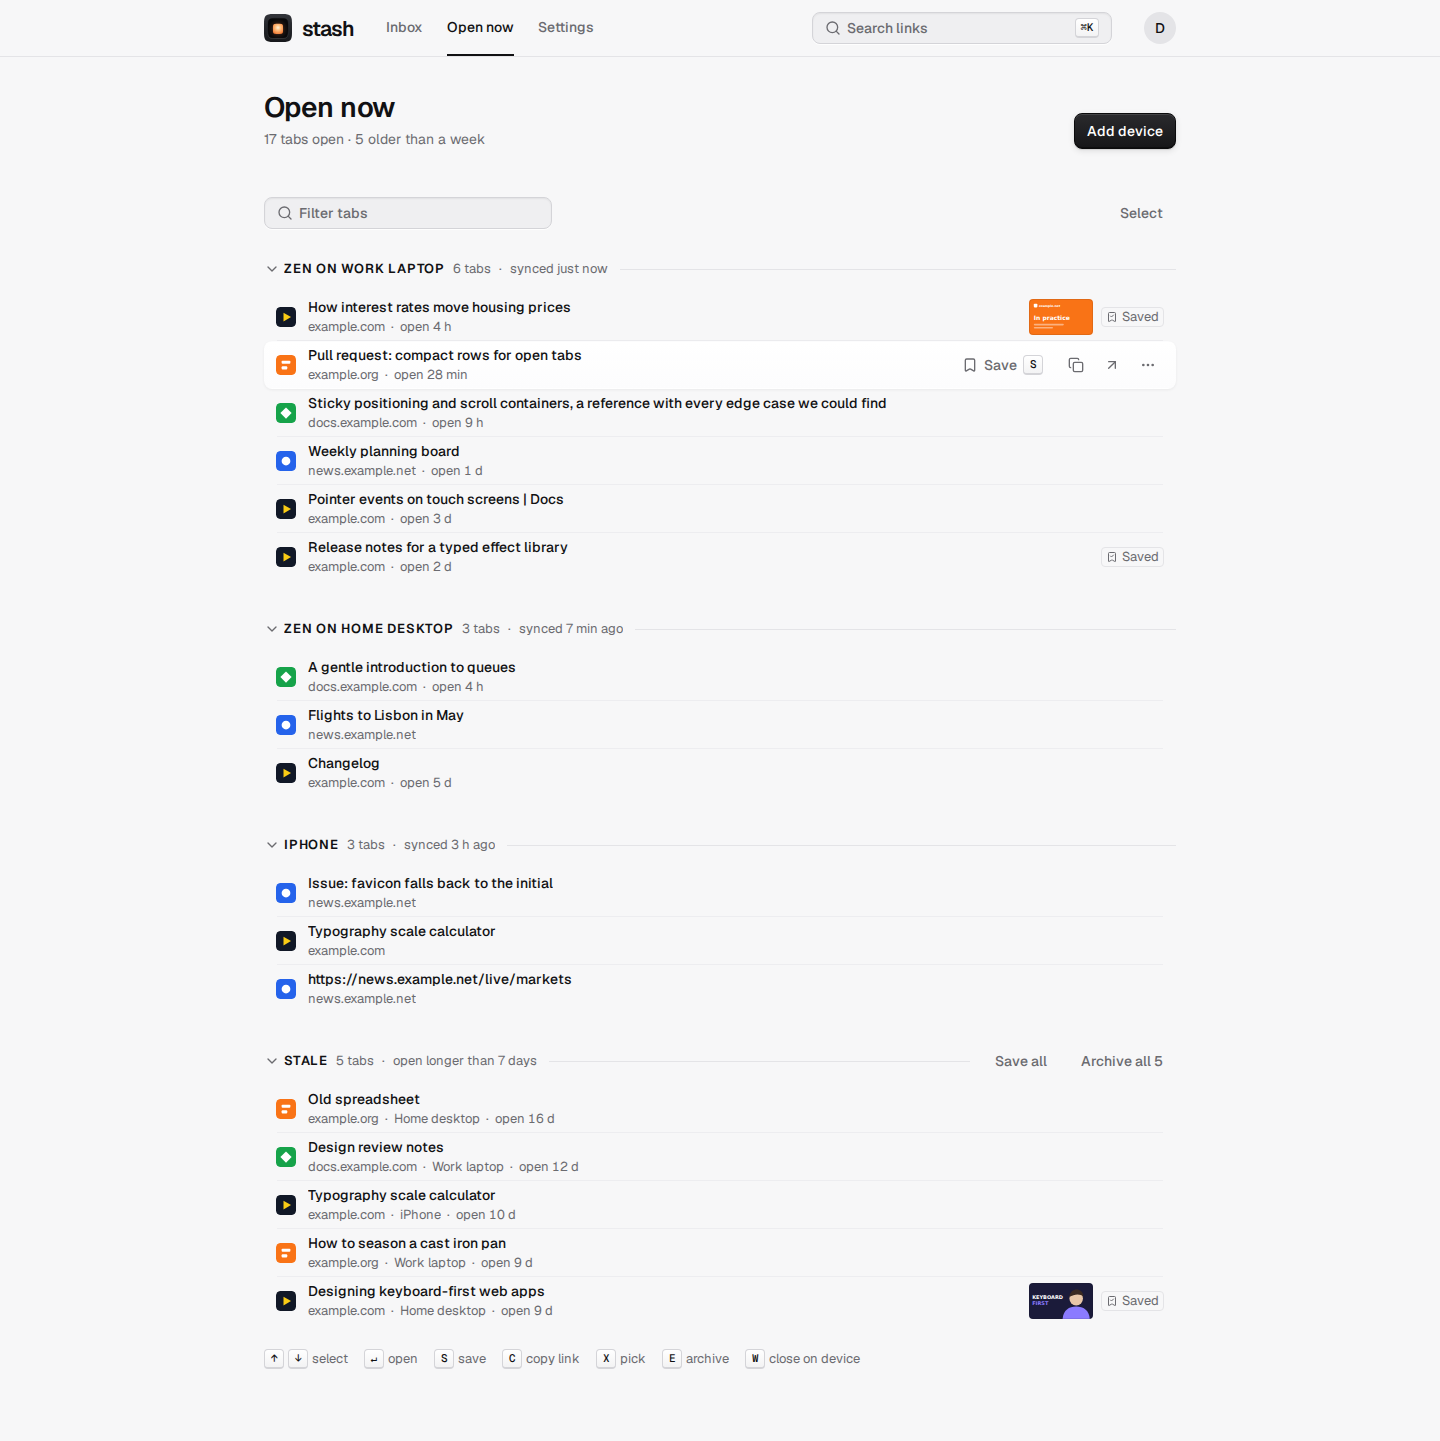 stash Inbox Open now Settings Search links ⌘K D
Open now
17 tabs open · 5 older than a week
Add device
Filter tabs Select
ZEN ON WORK LAPTOP 6 tabs · synced just now
How interest rates move housing prices
example.com · open 4 h
example.net
In practice
Saved
Pull request: compact rows for open tabs
example.org · open 28 min
Save S
Sticky positioning and scroll containers, a reference with every edge case we could find
docs.example.com · open 9 h
Weekly planning board
news.example.net · open 1 d
Pointer events on touch screens | Docs
example.com · open 3 d
Release notes for a typed effect library
example.com · open 2 d
Saved
ZEN ON HOME DESKTOP 3 tabs · synced 7 min ago
A gentle introduction to queues
docs.example.com · open 4 h
Flights to Lisbon in May
news.example.net
Changelog
example.com · open 5 d
IPHONE 3 tabs · synced 3 h ago
Issue: favicon falls back to the initial
news.example.net
Typography scale calculator
example.com
https://news.example.net/live/markets
news.example.net
STALE 5 tabs · open longer than 7 days Save all Archive all 5
Old spreadsheet
example.org · Home desktop · open 16 d
Design review notes
docs.example.com · Work laptop · open 12 d
Typography scale calculator
example.com · iPhone · open 10 d
How to season a cast iron pan
example.org · Work laptop · open 9 d
Designing keyboard-first web apps
example.com · Home desktop · open 9 d
KEYBOARD
FIRST
Saved
↑ ↓ select ↵ open S save C copy link X pick E archive W close on device